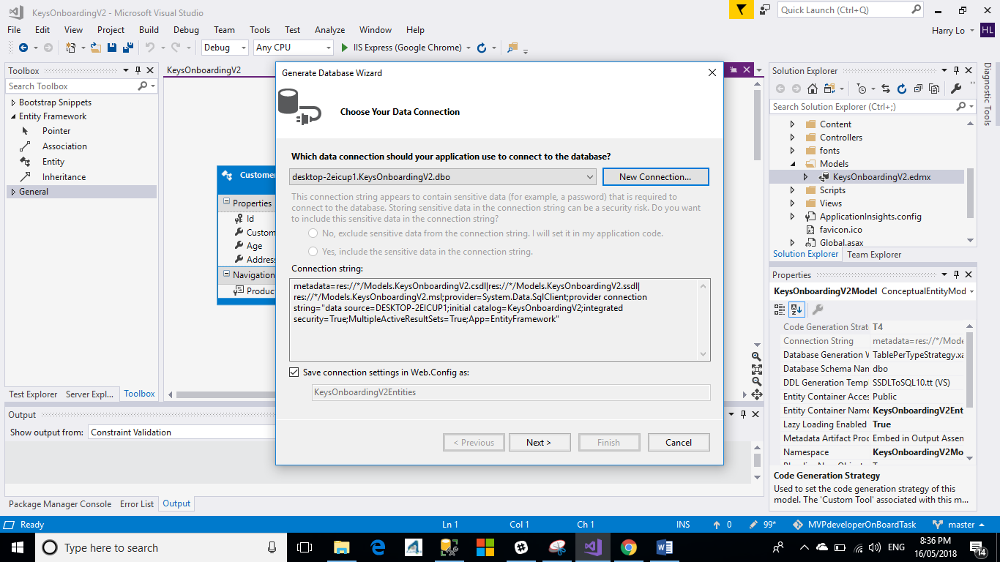 KeysOnboardingV2 - Microsoft Visual Studio
Quick Launch (Ctrl+Q)
File Edit View Project Build Debug Team Tools Test Analyze Window Help
Harry Lo HL
Debug Any CPU IIS Express (Google Chrome)
Toolbox
Search Toolbox
Bootstrap Snippets
Entity Framework
Pointer
Association
Entity
Inheritance
General
Test Explorer Server Expl... Toolbox
KeysOnboardingV2
Customer
Properties
Id
Custom
Age
Address
Navigation
Product
Generate Database Wizard
Choose Your Data Connection
Which data connection should your application use to connect to the database?
desktop-2eicup1.KeysOnboardingV2.dbo
New Connection...
This connection string appears to contain sensitive data (for example, a password) that is required to
connect to the database. Storing sensitive data in the connection string can be a security risk. Do you want
to include this sensitive data in the connection string?
No, exclude sensitive data from the connection string. I will set it in my application code.
Yes, include the sensitive data in the connection string.
Connection string:
metadata=res://*/Models.KeysOnboardingV2.csdl|res://*/Models.KeysOnboardingV2.ssdl|
res://*/Models.KeysOnboardingV2.msl;provider=System.Data.SqlClient;provider connection
string="data source=DESKTOP-2EICUP1;initial catalog=KeysOnboardingV2;integrated
security=True;MultipleActiveResultSets=True;App=EntityFramework"
Save connection settings in Web.Config as:
KeysOnboardingV2Entities
< Previous Next > Finish Cancel
Solution Explorer
Search Solution Explorer (Ctrl+;)
Content
Controllers
fonts
Models
KeysOnboardingV2.edmx
Scripts
Views
ApplicationInsights.config
favicon.ico
Global.asax
Solution Explorer Team Explorer
Diagnostic Tools
Properties
KeysOnboardingV2Model ConceptualEntityMod
Code Generation Strat T4
Connection String metadata=res://*/Mode
Database Generation W TablePerTypeStrategy.xa
Database Schema Nan dbo
DDL Generation Temp SSDLToSQL10.tt (VS)
Entity Container Acces Public
Entity Container Name KeysOnboardingV2Ent
Lazy Loading Enabled True
Metadata Artifact Proc Embed in Output Assen
Namespace KeysOnboardingV2Mo
Code Generation Strategy
Used to set the code generation strategy of this
model. The 'Custom Tool' associated with this m...
Output
Show output from: Constraint Validation
Package Manager Console Error List Output
Ready Ln 1 Col 1 Ch 1 INS 0 99* MVPdeveloperOnBoardTask master
Type here to search
ENG
8:36 PM
16/05/2018
14